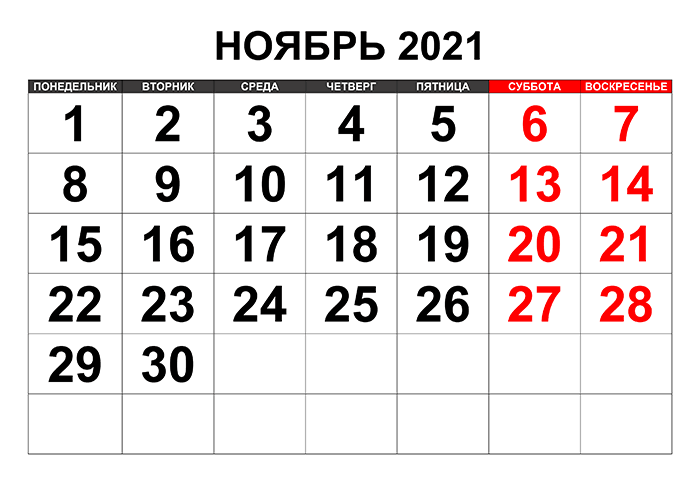 НОЯБРЬ 2021
ПОНЕДЕЛЬНИК ВТОРНИК СРЕДА ЧЕТВЕРГ ПЯТНИЦА СУББОТА ВОСКРЕСЕНЬЕ
1 2 3 4 5 6 7
8 9 10 11 12 13 14
15 16 17 18 19 20 21
22 23 24 25 26 27 28
29 30